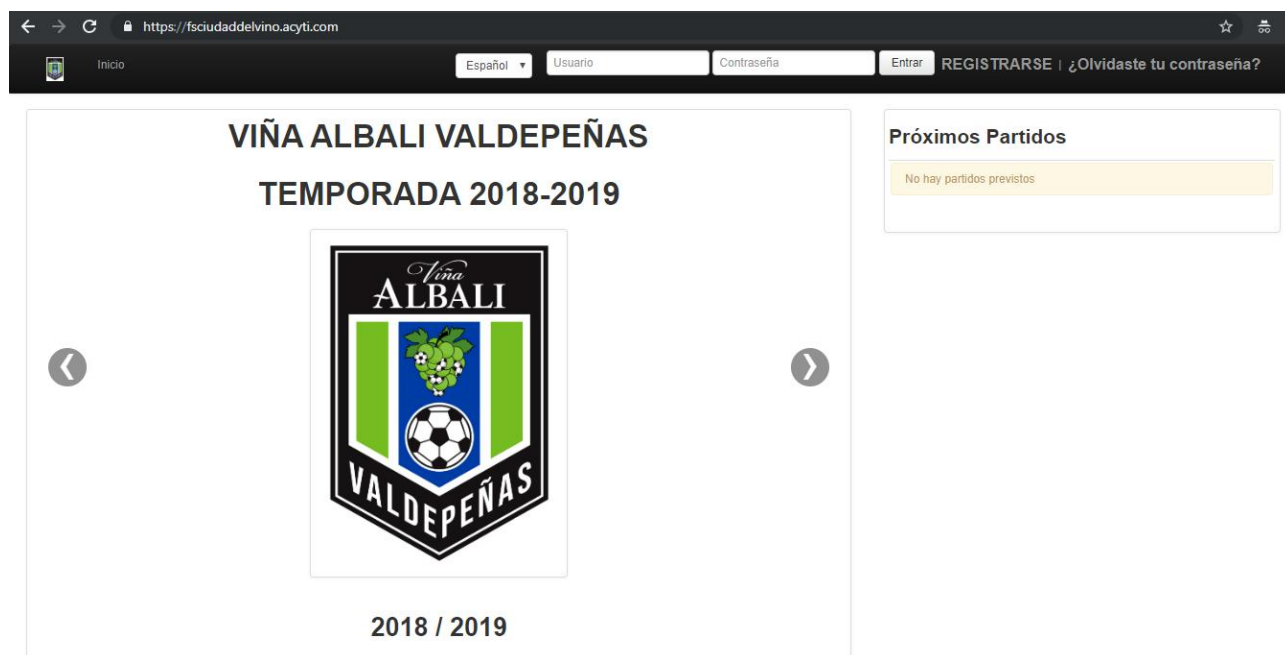 https://fsciudaddelvino.acyti.com
Inicio
Español
Usuario
Contraseña
Entrar
REGISTRARSE | ¿Olvidaste tu contraseña?
VIÑA ALBALI VALDEPEÑAS
TEMPORADA 2018-2019
Viña
ALBALI
VALDEPEÑAS
2018 / 2019
Próximos Partidos
No hay partidos previstos